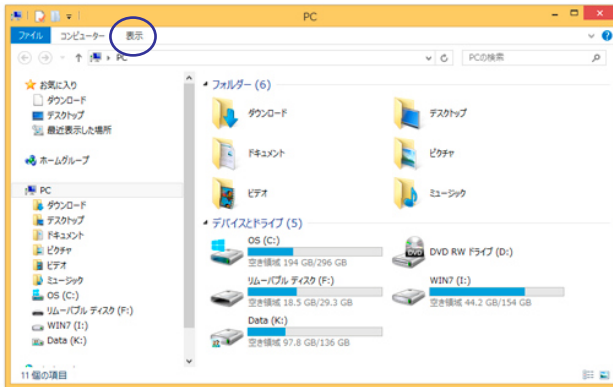 PC
ファイル コンピューター 表示
PC
PCの検索
お気に入り
ダウンロード
デスクトップ
最近表示した場所
ホームグループ
PC
ダウンロード
デスクトップ
ドキュメント
ピクチャ
ビデオ
ミュージック
OS (C:)
リムーバブル ディスク (F:)
WIN7 (I:)
Data (K:)
フォルダー (6)
ダウンロード
デスクトップ
ドキュメント
ピクチャ
ビデオ
ミュージック
デバイスとドライブ (5)
OS (C:)
空き領域 194 GB/296 GB
DVD RW ドライブ (D:)
リムーバブル ディスク (F:)
空き領域 18.5 GB/29.3 GB
WIN7 (I:)
空き領域 44.2 GB/154 GB
Data (K:)
空き領域 97.8 GB/136 GB
11 個の項目